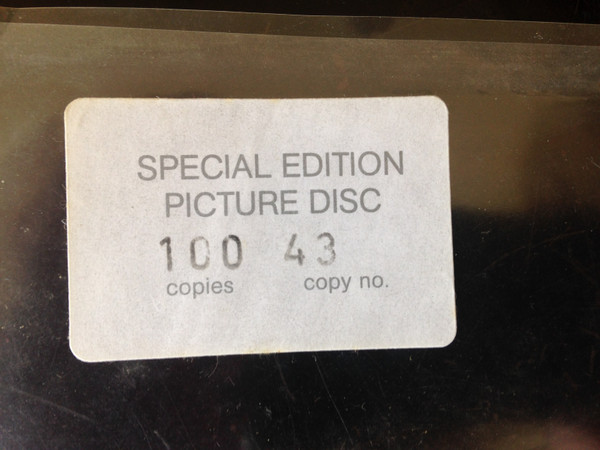 SPECIAL EDITION
PICTURE DISC
100 43
copies copy no.